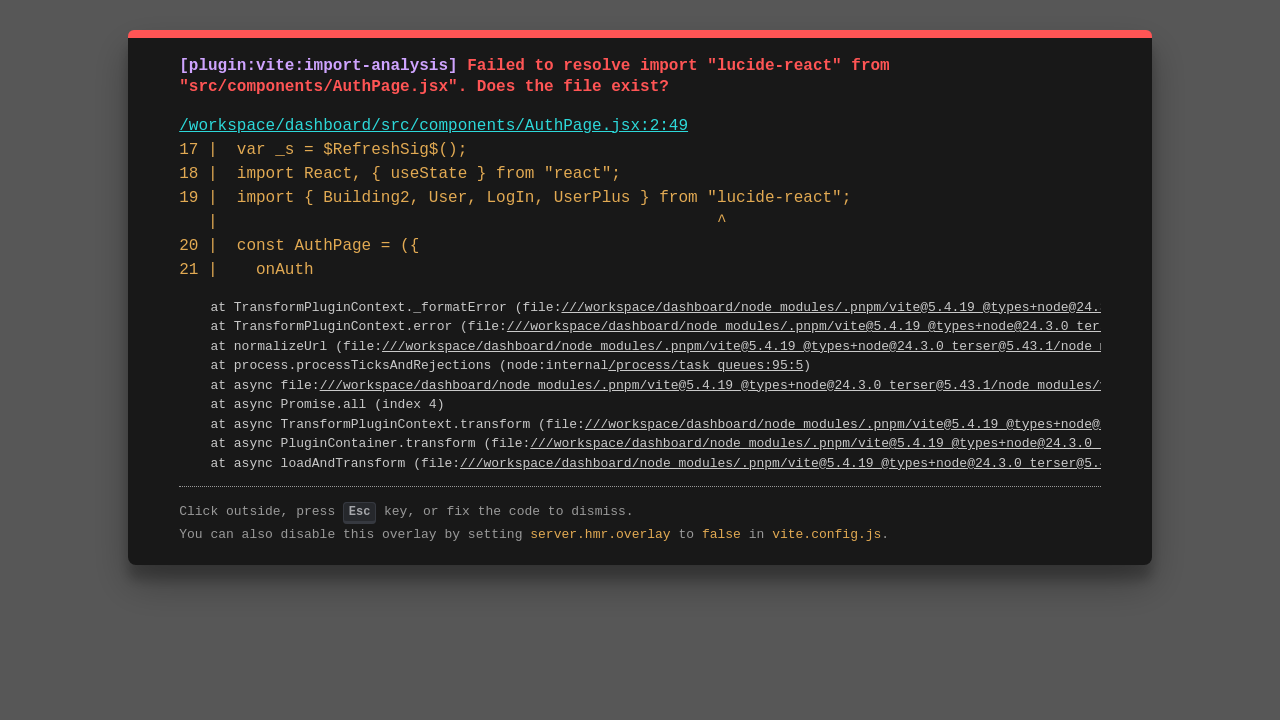 [plugin:vite:import-analysis] Failed to resolve import "lucide-react" from
"src/components/AuthPage.jsx". Does the file exist?
/workspace/dashboard/src/components/AuthPage.jsx:2:49
17 |  var _s = $RefreshSig$();
18 |  import React, { useState } from "react";
19 |  import { Building2, User, LogIn, UserPlus } from "lucide-react";
   |                                                    ^
20 |  const AuthPage = ({
21 |    onAuth
at TransformPluginContext._formatError (file:///workspace/dashboard/node_modules/.pnpm/vite@5.4.19_@types+node@24.
at TransformPluginContext.error (file:///workspace/dashboard/node_modules/.pnpm/vite@5.4.19_@types+node@24.3.0_ter
at normalizeUrl (file:///workspace/dashboard/node_modules/.pnpm/vite@5.4.19_@types+node@24.3.0_terser@5.43.1/node_
at process.processTicksAndRejections (node:internal/process/task_queues:95:5)
at async file:///workspace/dashboard/node_modules/.pnpm/vite@5.4.19_@types+node@24.3.0_terser@5.43.1/node_modules/
at async Promise.all (index 4)
at async TransformPluginContext.transform (file:///workspace/dashboard/node_modules/.pnpm/vite@5.4.19_@types+node@
at async PluginContainer.transform (file:///workspace/dashboard/node_modules/.pnpm/vite@5.4.19_@types+node@24.3.0_
at async loadAndTransform (file:///workspace/dashboard/node_modules/.pnpm/vite@5.4.19_@types+node@24.3.0_terser@5.
Click outside, press Esc key, or fix the code to dismiss.
You can also disable this overlay by setting server.hmr.overlay to false in vite.config.js.